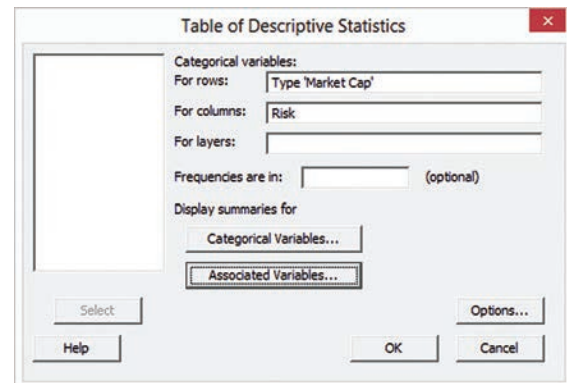 Table of Descriptive Statistics
Categorical variables:
For rows: Type 'Market Cap'
For columns: Risk
For layers:
Frequencies are in: (optional)
Display summaries for
Categorical Variables...
Associated Variables...
Select Options...
Help OK Cancel